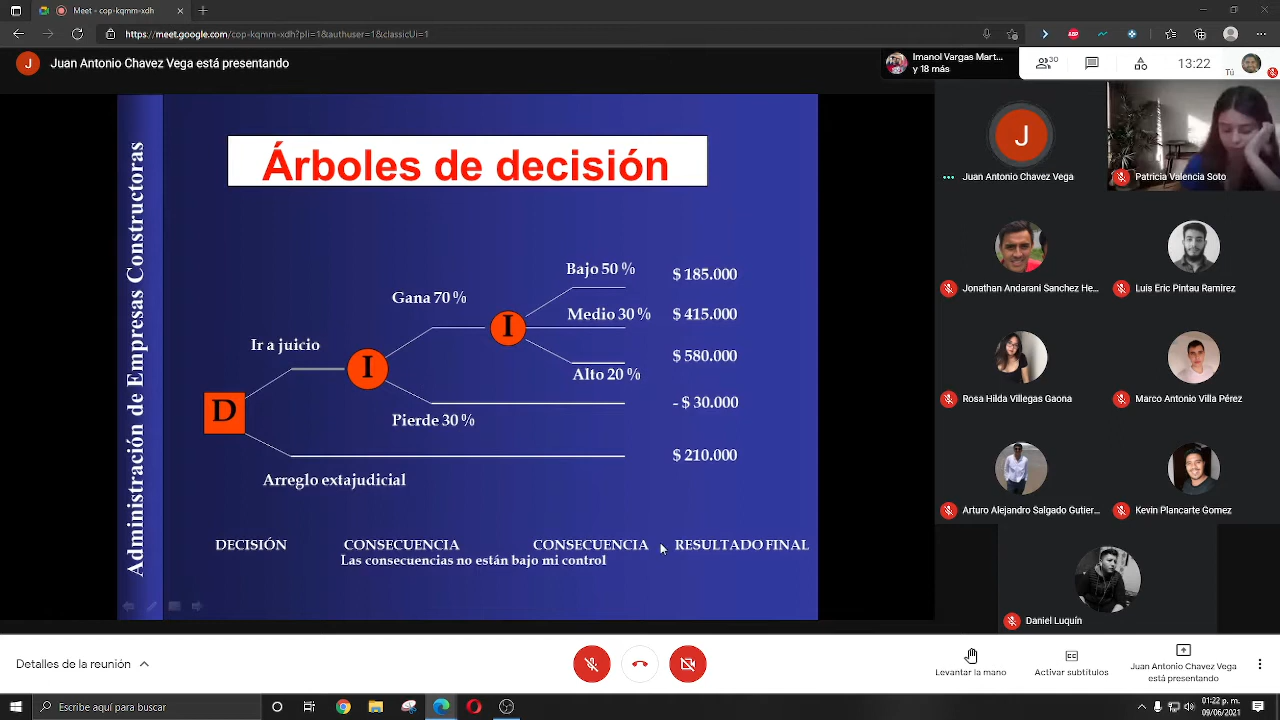 Meet - cop-kqmm-xdh
https://meet.google.com/cop-kqmm-xdh?pli=1&authuser=1&classicUi=1
J
Juan Antonio Chavez Vega está presentando
Imanol Vargas Mart...
y 18 más
30
13:22
Tú
Administración de Empresas Constructoras
Árboles de decisión
Bajo 50 %
$ 185.000
Gana 70 %
I
Medio 30 %
$ 415.000
Ir a juicio
$ 580.000
I
Alto 20 %
D
- $ 30.000
Pierde 30 %
$ 210.000
Arreglo extajudicial
DECISIÓN
CONSECUENCIA
CONSECUENCIA
RESULTADO FINAL
Las consecuencias no están bajo mi control
J
Juan Antonio Chavez Vega
Patricia Valencia Soto
Jonathan Andarani Sanchez He...
Luis Eric Pintau Ramirez
Rosa Hilda Villegas Gaona
Marco Antonio Villa Pérez
Arturo Alejandro Salgado Gutier...
Kevin Plancarte Gomez
Daniel Luquín
Detalles de la reunión
Levantar la mano
Activar subtítulos
Juan Antonio Chavez Vega
está presentando
Escribe aquí para buscar
01:22 p. m.
09/06/2021